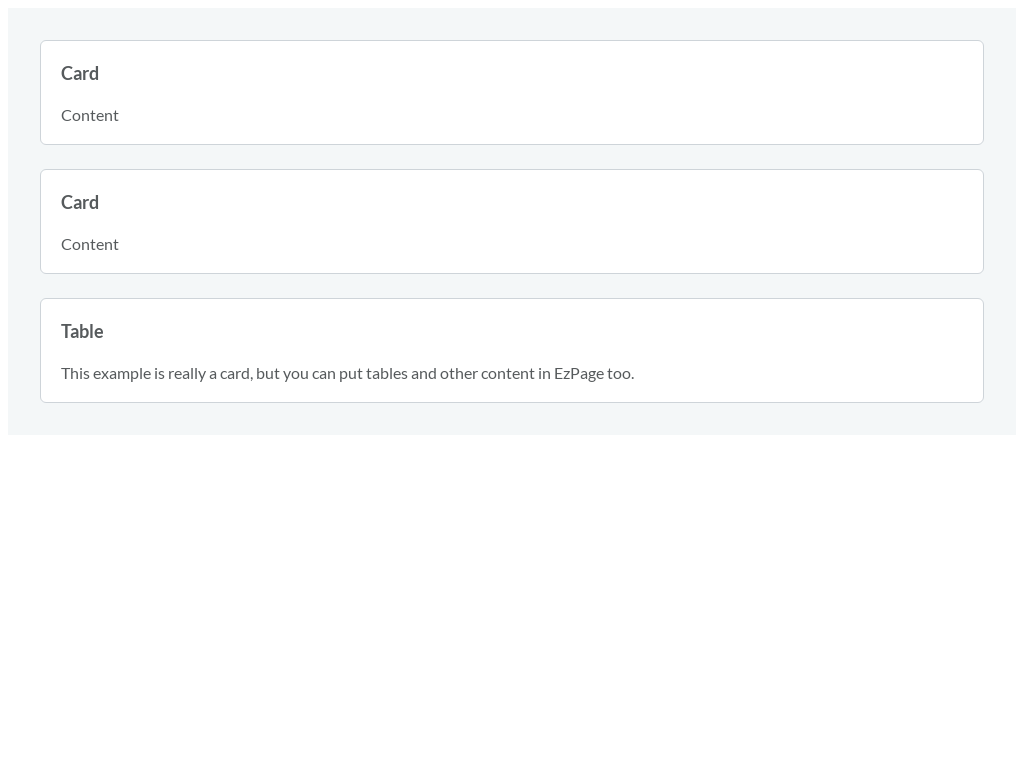 Card
Content
Card
Content
Table
This example is really a card, but you can put tables and other content in EzPage too.